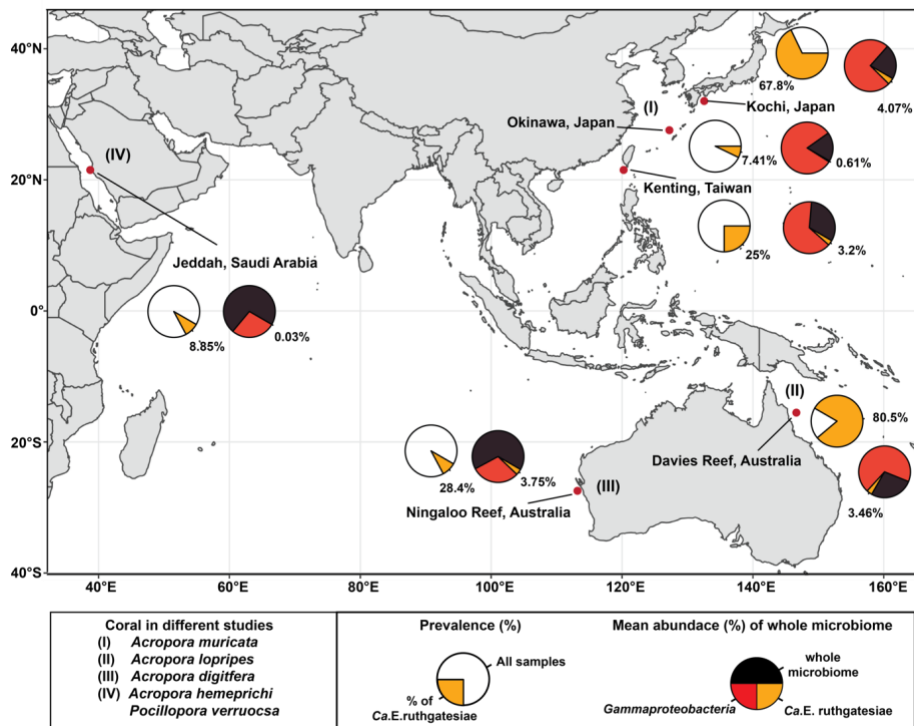 40°N
20°N
0°
20°S
40°S
40°E
60°E
80°E
100°E
120°E
140°E
160°E
(I)
67.8%
4.07%
Kochi, Japan
Okinawa, Japan
7.41%
0.61%
Kenting, Taiwan
25%
3.2%
(IV)
Jeddah, Saudi Arabia
8.85%
0.03%
(II)
80.5%
Davies Reef, Australia
3.46%
28.4%
3.75%
Ningaloo Reef, Australia
(III)
Coral in different studies
(I) Acropora muricata
(II) Acropora lopripes
(III) Acropora digitfera
(IV) Acropora hemeprichi
Pocillopora verruocsa
Prevalence (%)
All samples
% of
Ca.E.ruthgatesiae
Mean abundace (%) of whole microbiome
whole
microbiome
Gammaproteobacteria
Ca.E. ruthgatesiae